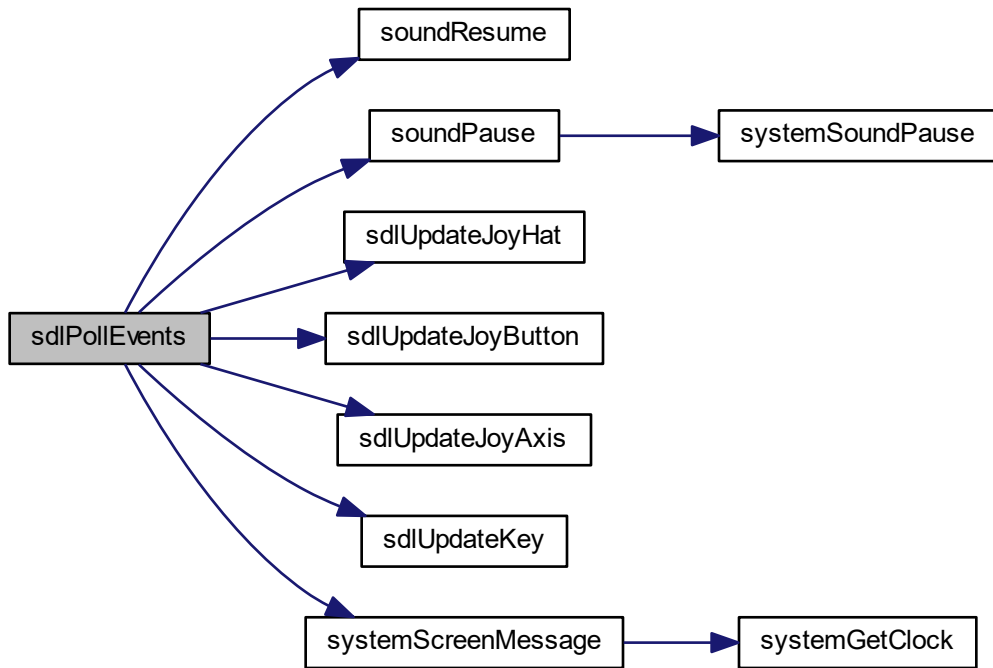 soundResume
soundPause
systemSoundPause
sdlUpdateJoyHat
sdlPollEvents
sdlUpdateJoyButton
sdlUpdateJoyAxis
sdlUpdateKey
systemScreenMessage
systemGetClock